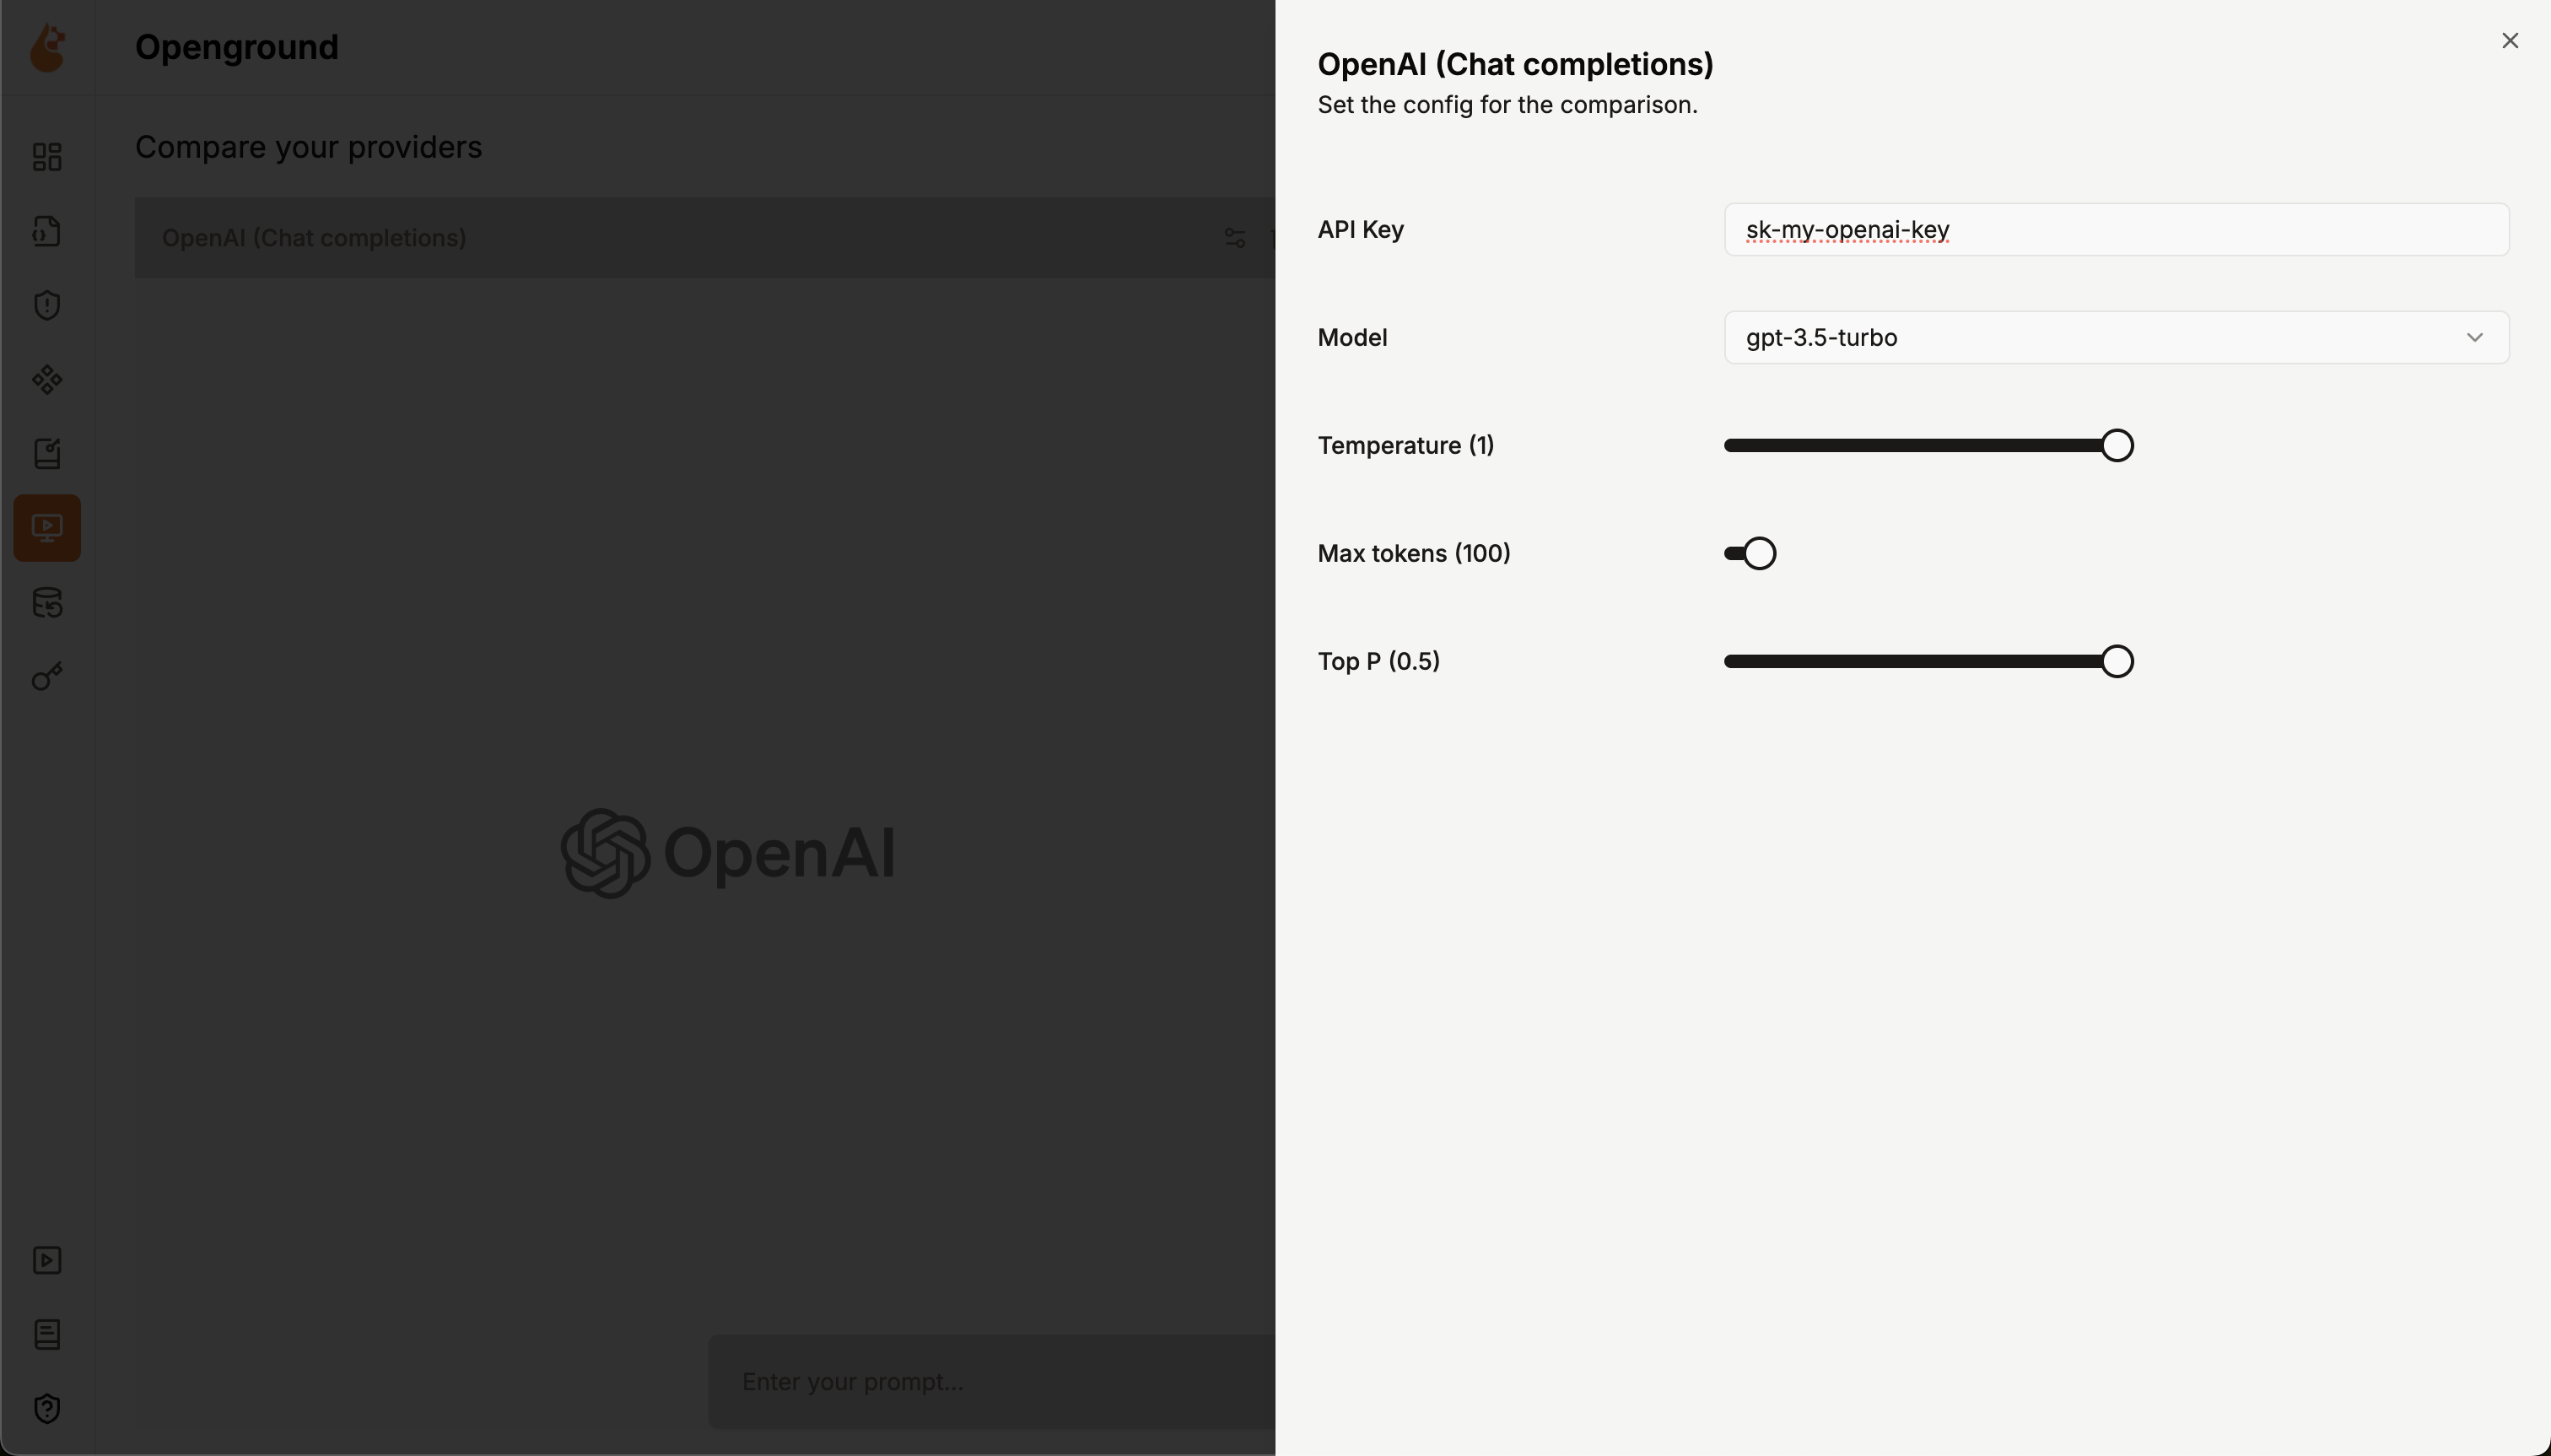 Openground
Compare your providers
OpenAI (Chat completions)
OpenAI
Enter your prompt...
OpenAI (Chat completions)
Set the config for the comparison.
API Key
sk-my-openai-key
Model
gpt-3.5-turbo
Temperature (1)
Max tokens (100)
Top P (0.5)